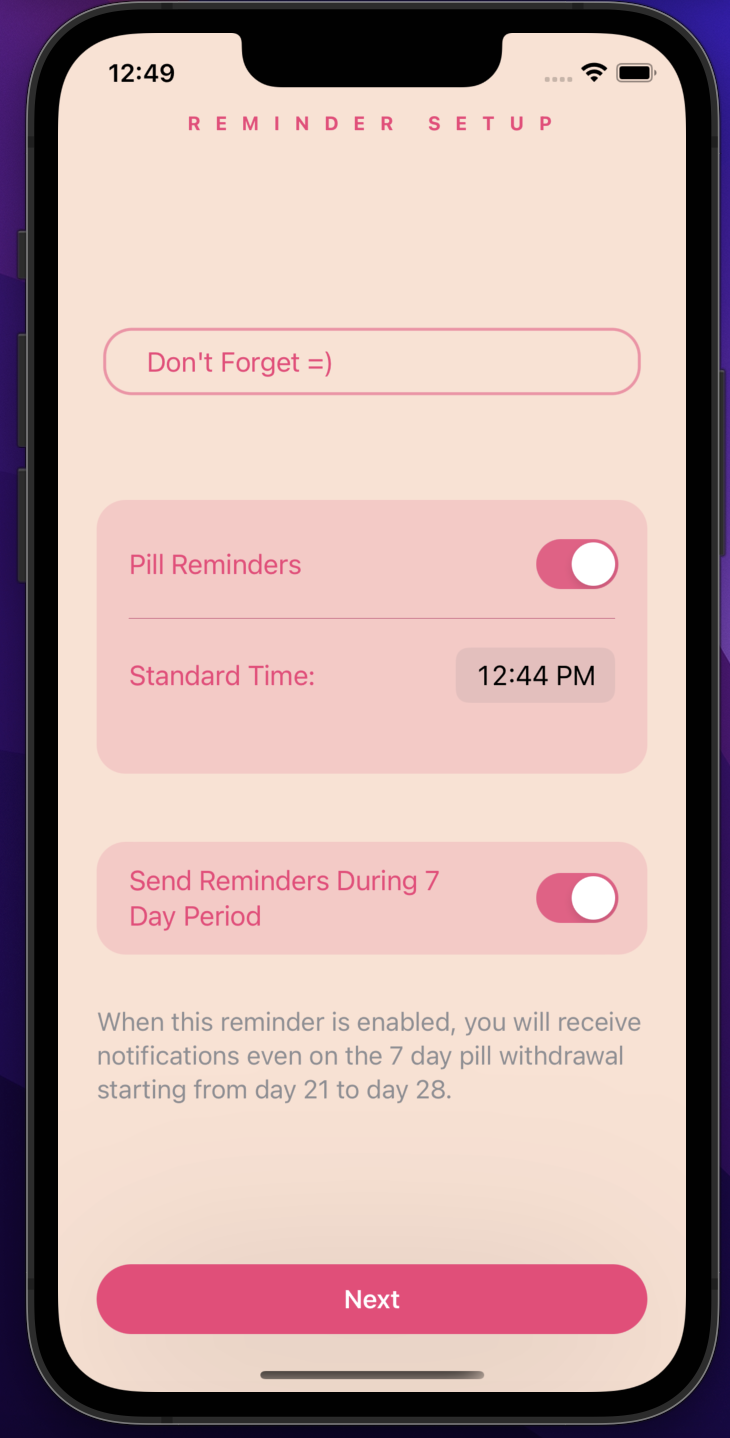 12:49
REMINDER SETUP
Don't Forget =)
Pill Reminders
Standard Time: 12:44 PM
Send Reminders During 7
Day Period
When this reminder is enabled, you will receive
notifications even on the 7 day pill withdrawal
starting from day 21 to day 28.
Next